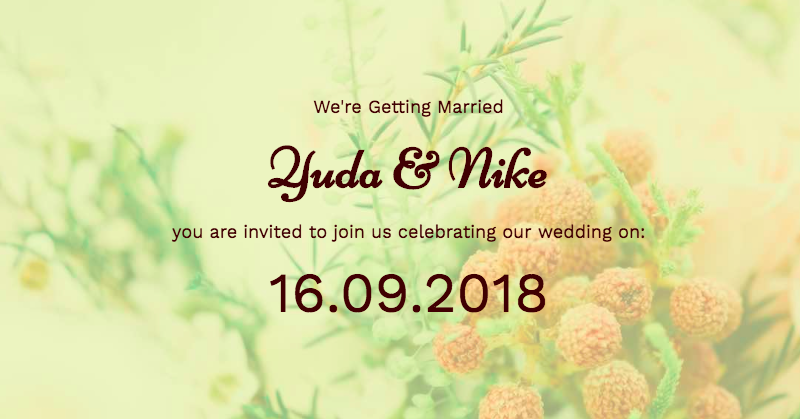 We're Getting Married
Yuda & Nike
you are invited to join us celebrating our wedding on:
16.09.2018